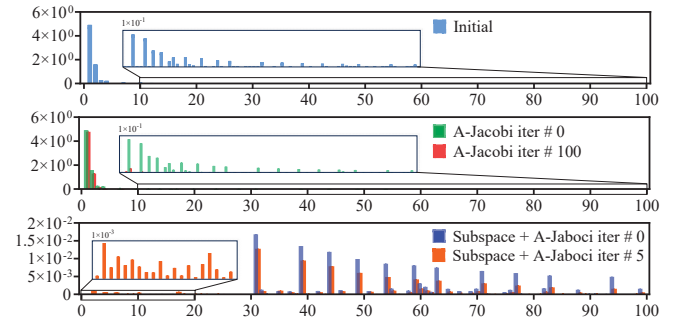 6×10⁰
4×10⁰
2×10⁰
0
1×10⁻¹
Initial
0 10 20 30 40 50 60 70 80 90 100
6×10⁰
4×10⁰
2×10⁰
0
1×10⁻¹
A-Jacobi iter # 0
A-Jacobi iter # 100
0 10 20 30 40 50 60 70 80 90 100
2×10⁻²
1.5×10⁻²
1×10⁻²
5×10⁻³
0
1×10⁻³
Subspace + A-Jaboci iter # 0
Subspace + A-Jaboci iter # 5
0 10 20 30 40 50 60 70 80 90 100